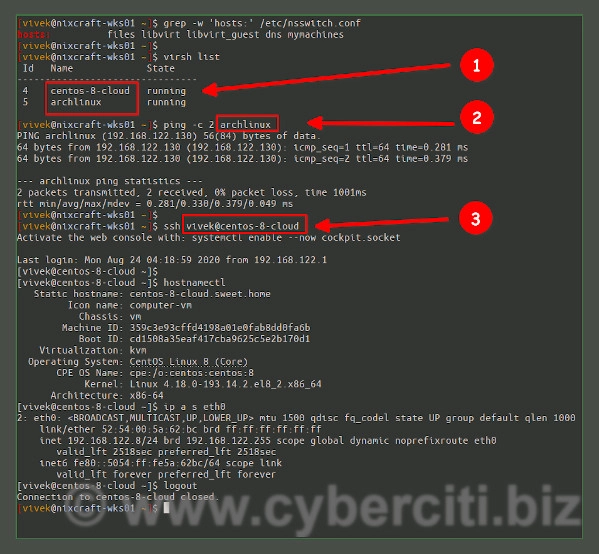 [vivek@nixcraft-wks01 ~]$ grep -w 'hosts:' /etc/nsswitch.conf
hosts:          files libvirt libvirt_guest dns mymachines
[vivek@nixcraft-wks01 ~]$
[vivek@nixcraft-wks01 ~]$ virsh list
 Id   Name             State
--------------------------------
 4    centos-8-cloud   running
 5    archlinux        running
1
[vivek@nixcraft-wks01 ~]$ ping -c 2 archlinux
2
PING archlinux (192.168.122.130) 56(84) bytes of data.
64 bytes from 192.168.122.130 (192.168.122.130): icmp_seq=1 ttl=64 time=0.281 ms
64 bytes from 192.168.122.130 (192.168.122.130): icmp_seq=2 ttl=64 time=0.379 ms
--- archlinux ping statistics ---
2 packets transmitted, 2 received, 0% packet loss, time 1001ms
rtt min/avg/max/mdev = 0.281/0.330/0.379/0.049 ms
[vivek@nixcraft-wks01 ~]$
[vivek@nixcraft-wks01 ~]$ ssh vivek@centos-8-cloud
3
Activate the web console with: systemctl enable --now cockpit.socket
Last login: Mon Aug 24 04:18:59 2020 from 192.168.122.1
[vivek@centos-8-cloud ~]$
[vivek@centos-8-cloud ~]$ hostnamectl
   Static hostname: centos-8-cloud.sweet.home
         Icon name: computer-vm
           Chassis: vm
        Machine ID: 359c3e93cffd4198a01e0fab8dd0fa6b
           Boot ID: cd1508a35eaf417cba9625c5e2b170d1
    Virtualization: kvm
  Operating System: CentOS Linux 8 (Core)
       CPE OS Name: cpe:/o:centos:centos:8
            Kernel: Linux 4.18.0-193.14.2.el8_2.x86_64
      Architecture: x86-64
[vivek@centos-8-cloud ~]$ ip a s eth0
2: eth0: <BROADCAST,MULTICAST,UP,LOWER_UP> mtu 1500 qdisc fq_codel state UP group default qlen 1000
    link/ether 52:54:00:5a:62:bc brd ff:ff:ff:ff:ff:ff
    inet 192.168.122.8/24 brd 192.168.122.255 scope global dynamic noprefixroute eth0
       valid_lft 2518sec preferred_lft 2518sec
    inet6 fe80::5054:ff:fe5a:62bc/64 scope link
       valid_lft forever preferred_lft forever
[vivek@centos-8-cloud ~]$ logout
Connection to centos-8-cloud closed.
[vivek@nixcraft-wks01 ~]$
© www.cyberciti.biz